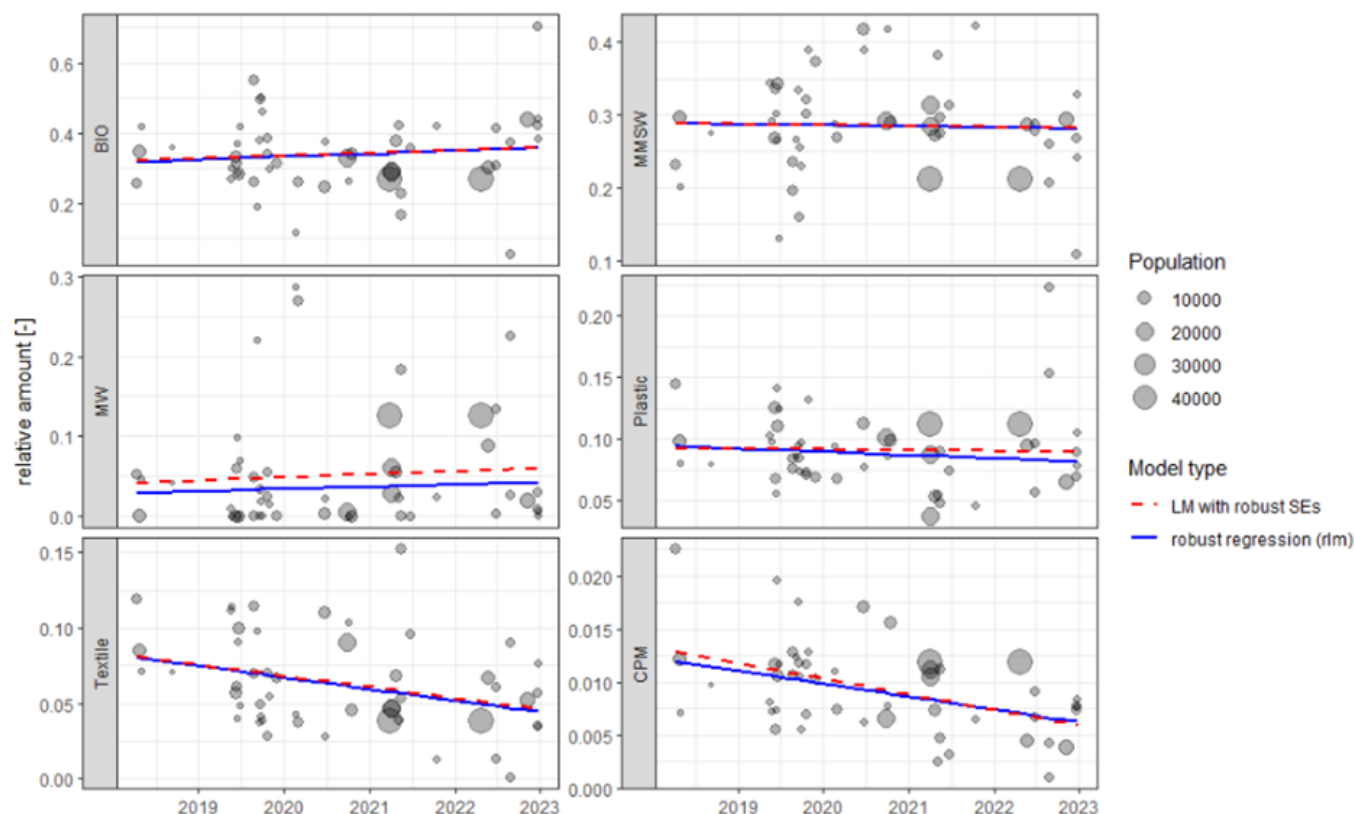 relative amount [-]
BIO
0.6
0.4
0.2
MMSW
0.4
0.3
0.2
0.1
MW
0.3
0.2
0.1
0.0
Plastic
0.20
0.15
0.10
0.05
Textile
0.15
0.10
0.05
0.00
CPM
0.020
0.015
0.010
0.005
0.000
2019 2020 2021 2022 2023
2019 2020 2021 2022 2023
Population
10000
20000
30000
40000
Model type
LM with robust SEs
robust regression (rlm)